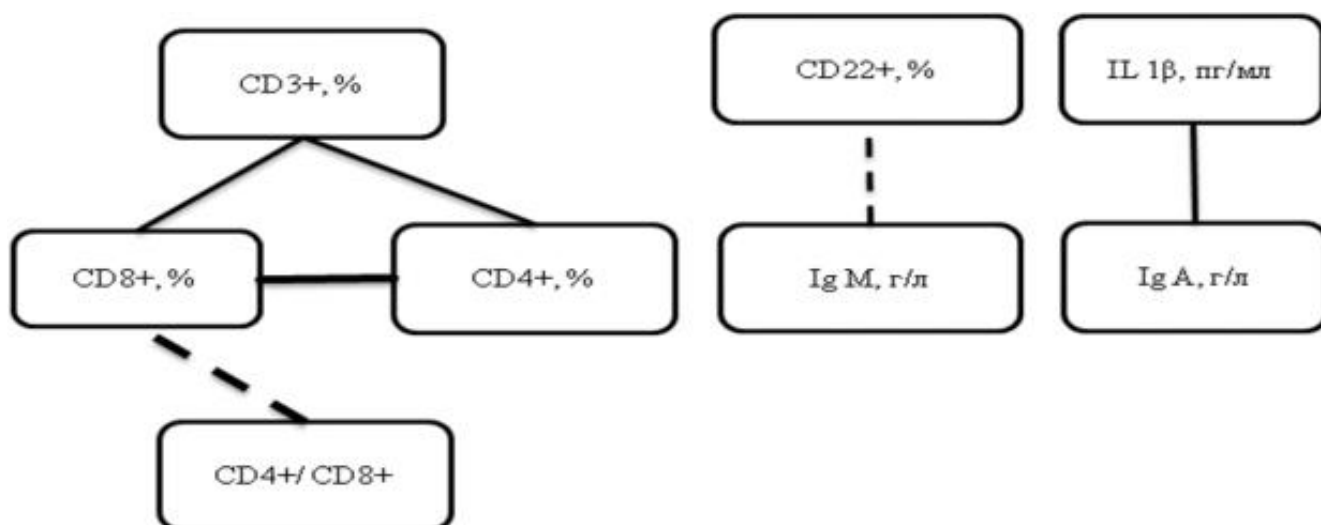 CD3+, %
CD22+, %
IL 1β, пг/мл
CD8+, %
CD4+, %
Ig M, г/л
Ig A, г/л
CD4+/ CD8+